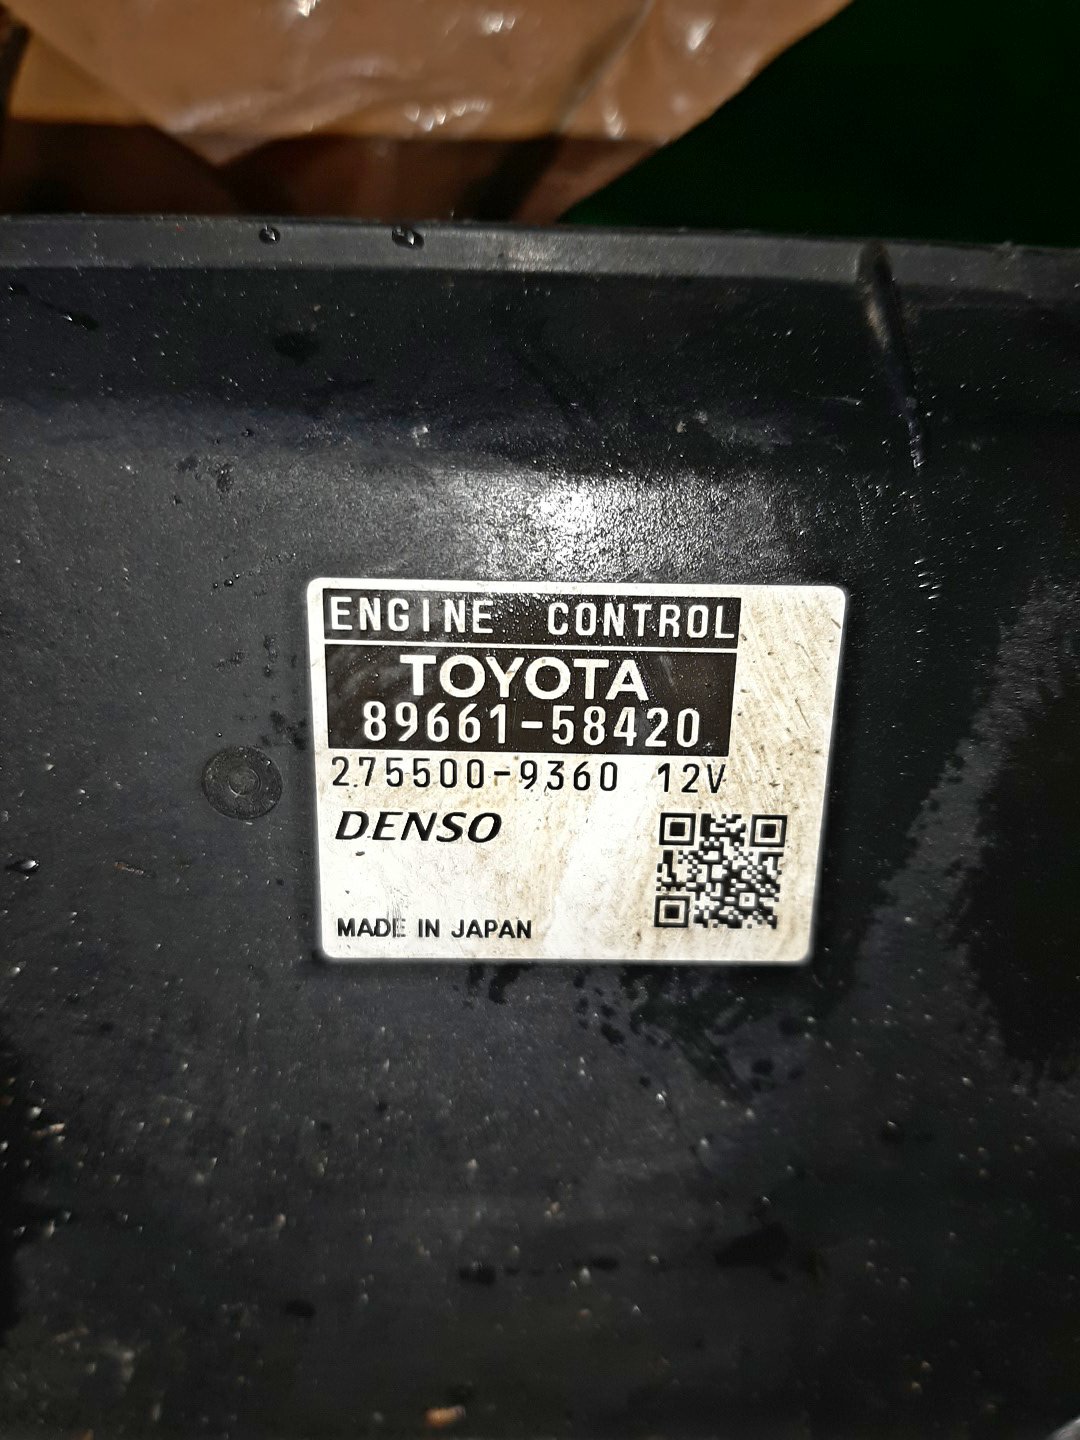 ENGINE CONTROL
TOYOTA
89661-58420
275500-9360 12V
DENSO
MADE IN JAPAN